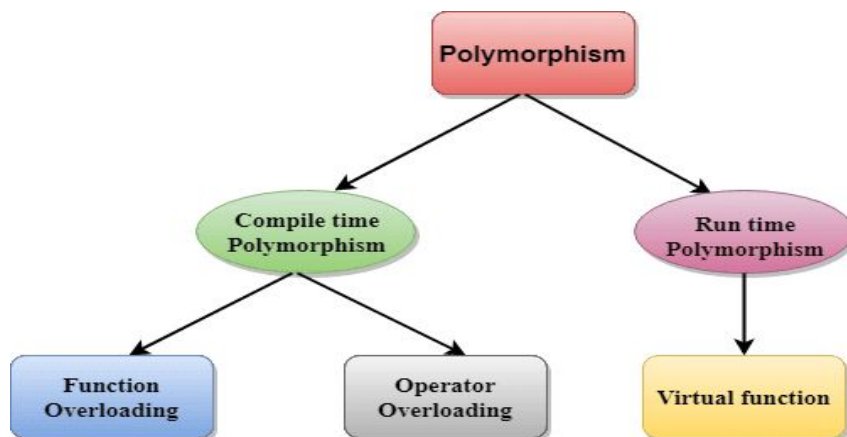 Polymorphism
Compile time
Polymorphism
Run time
Polymorphism
Function
Overloading
Operator
Overloading
Virtual function